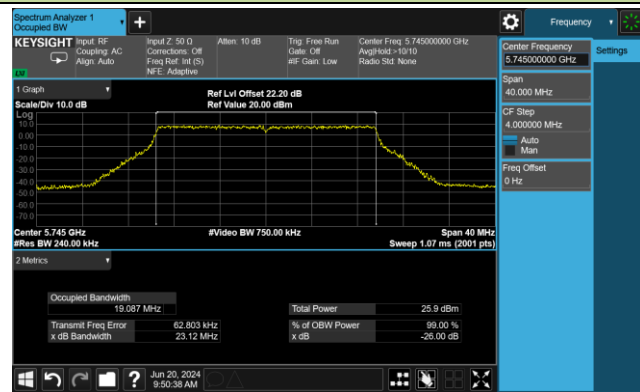 Spectrum Analyzer 1
Occupied BW
Frequency
KEYSIGHT
Input: RF
Coupling: AC
Align: Auto
Input Z: 50 Ω
Corrections: Off
Freq Ref: Int (S)
NFE: Adaptive
Atten: 10 dB
Trig: Free Run
Gate: Off
#IF Gain: Low
Center Freq: 5.745000000 GHz
Avg|Hold:>10/10
Radio Std: None
Center Frequency
5.745000000 GHz
Settings
Span
40.000 MHz
CF Step
4.000000 MHz
Auto
Man
Freq Offset
0 Hz
1 Graph
Scale/Div 10.0 dB
Ref Lvl Offset 22.20 dB
Ref Value 20.00 dBm
Log
10.0
0.00
-10.0
-20.0
-30.0
-40.0
-50.0
-60.0
-70.0
Center 5.745 GHz
#Video BW 750.00 kHz
Span 40 MHz
#Res BW 240.00 kHz
Sweep 1.07 ms (2001 pts)
2 Metrics
Occupied Bandwidth
19.087 MHz
Total Power
25.9 dBm
Transmit Freq Error
62.803 kHz
% of OBW Power
99.00 %
x dB Bandwidth
23.12 MHz
x dB
-26.00 dB
?
Jun 20, 2024
9:50:38 AM